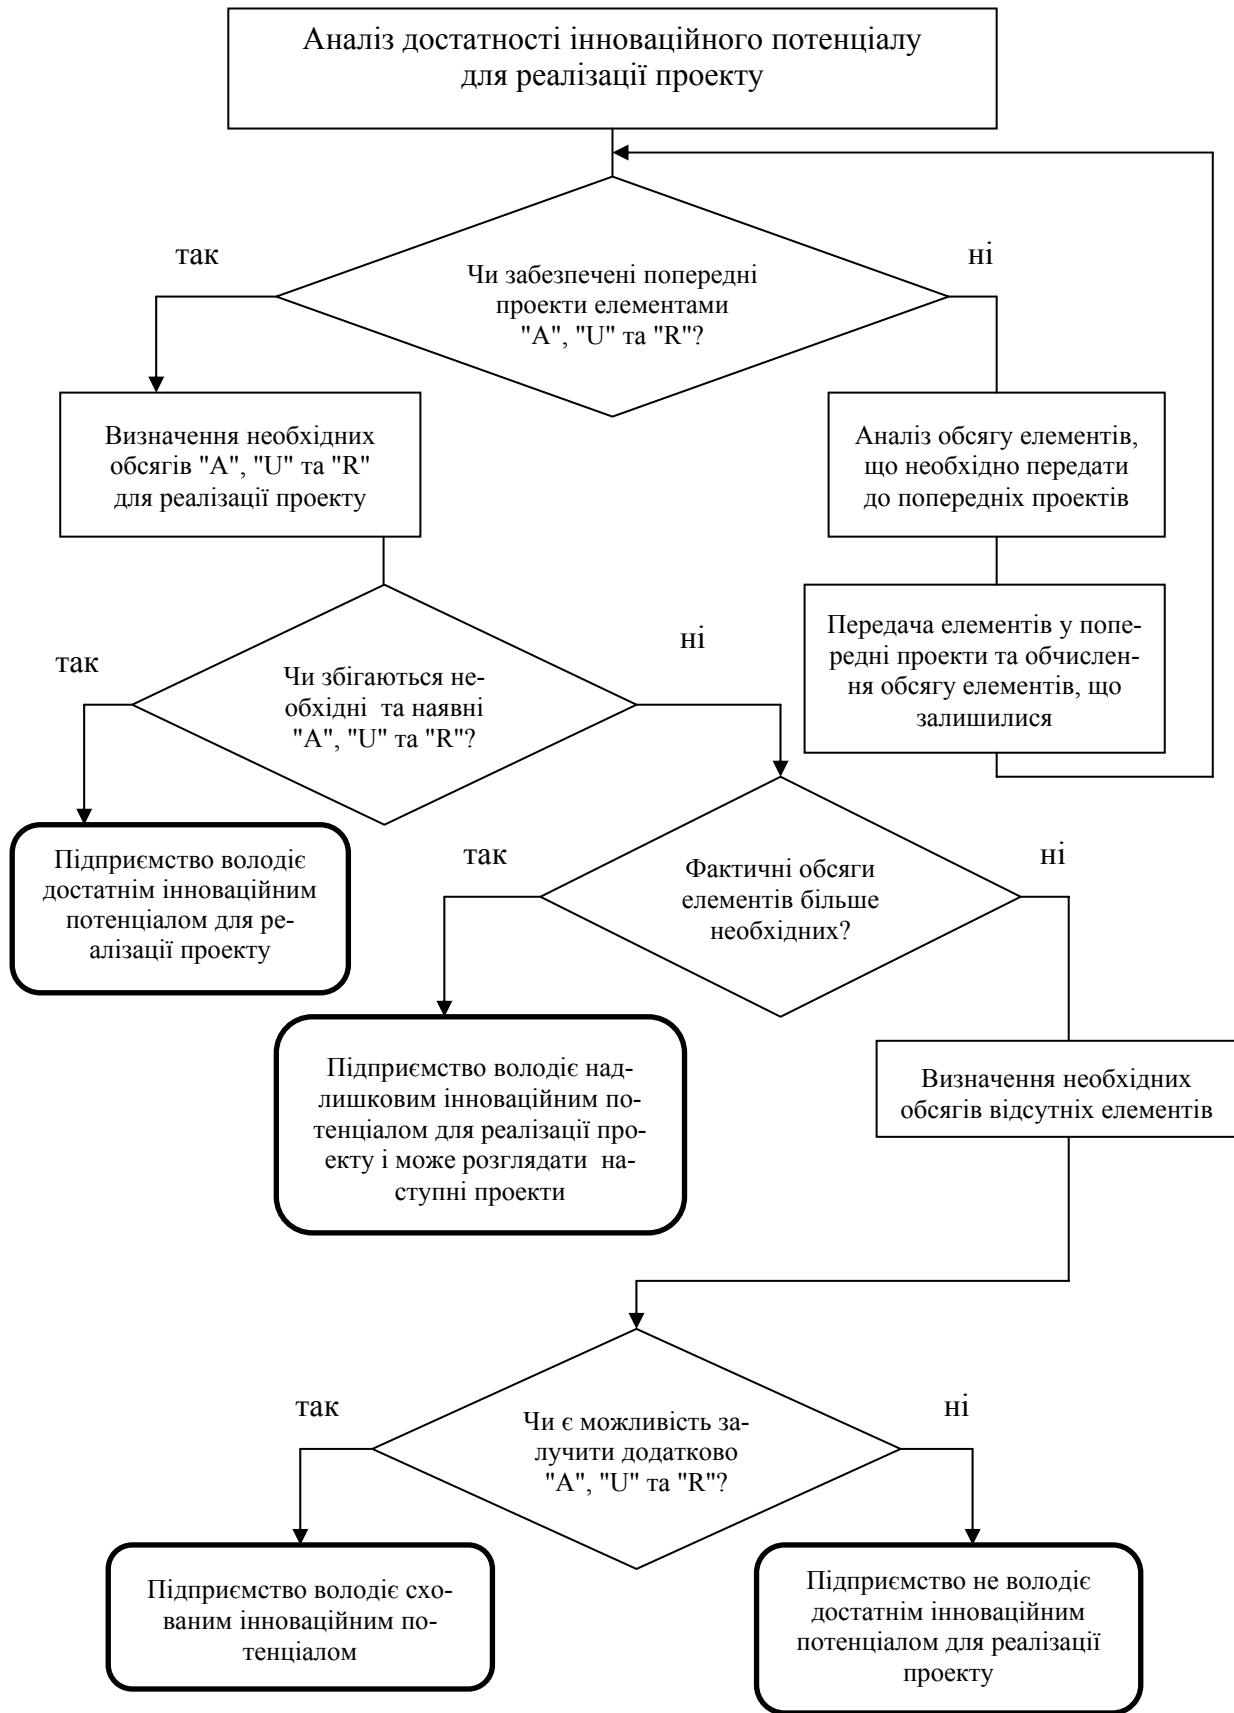 Аналіз достатності інноваційного потенціалу
для реалізації проекту
так
ні
Чи забезпечені попередні
проекти елементами
"А", "U" та "R"?
Визначення необхідних
обсягів "А", "U" та "R"
для реалізації проекту
Аналіз обсягу елементів,
що необхідно передати
до попередніх проектів
Передача елементів у попе-
редні проекти та обчислен-
ня обсягу елементів, що
залишилися
так
ні
Чи збігаються не-
обхідні та наявні
"А", "U" та "R"?
Підприємство володіє
достатнім інноваційним
потенціалом для ре-
алізації проекту
так
ні
Фактичні обсяги
елементів більше
необхідних?
Підприємство володіє над-
лишковим інноваційним по-
тенціалом для реалізації про-
екту і може розглядати на-
ступні проекти
Визначення необхідних
обсягів відсутніх елементів
так
ні
Чи є можливість за-
лучити додатково
"А", "U" та "R"?
Підприємство володіє схо-
ваним інноваційним по-
тенціалом
Підприємство не володіє
достатнім інноваційним
потенціалом для реалізації
проекту